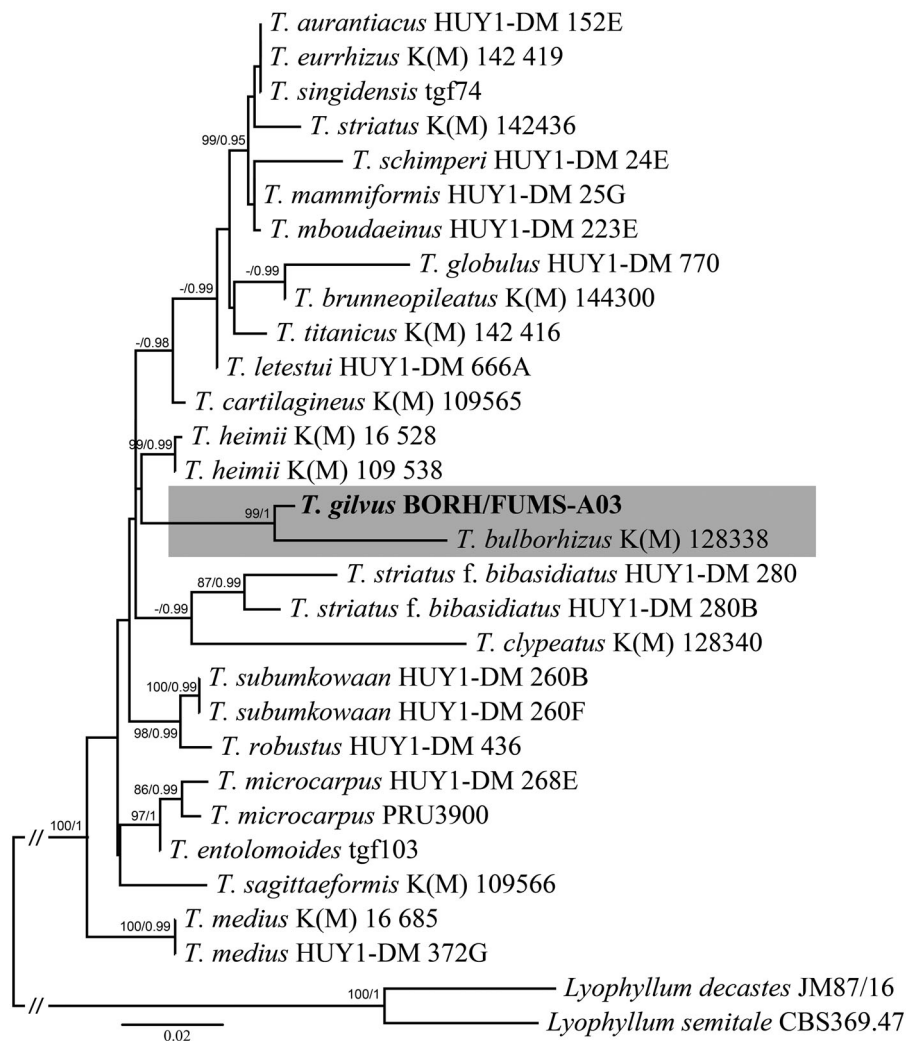 T. aurantiacus HUY1-DM 152E
T. eurrhizus K(M) 142 419
T. singidensis tgf74
T. striatus K(M) 142436
99/0.95
T. schimperi HUY1-DM 24E
T. mammiformis HUY1-DM 25G
T. mboudaeinus HUY1-DM 223E
T. globulus HUY1-DM 770
-/0.99
T. brunneopileatus K(M) 144300
-/0.99
T. titanicus K(M) 142 416
-/0.98
T. letestui HUY1-DM 666A
T. cartilagineus K(M) 109565
T. heimii K(M) 16 528
99/0.99
T. heimii K(M) 109 538
T. gilvus BORH/FUMS-A03
99/1
T. bulborhizus K(M) 128338
T. striatus f. bibasidiatus HUY1-DM 280
87/0.99
T. striatus f. bibasidiatus HUY1-DM 280B
-/0.99
T. clypeatus K(M) 128340
T. subumkowaan HUY1-DM 260B
100/0.99
T. subumkowaan HUY1-DM 260F
98/0.99
T. robustus HUY1-DM 436
T. microcarpus HUY1-DM 268E
86/0.99
T. microcarpus PRU3900
97/1
100/1
//
T. entolomoides tgf103
T. sagittaeformis K(M) 109566
T. medius K(M) 16 685
100/0.99
T. medius HUY1-DM 372G
Lyophyllum decastes JM87/16
100/1
//
Lyophyllum semitale CBS369.47
0.02